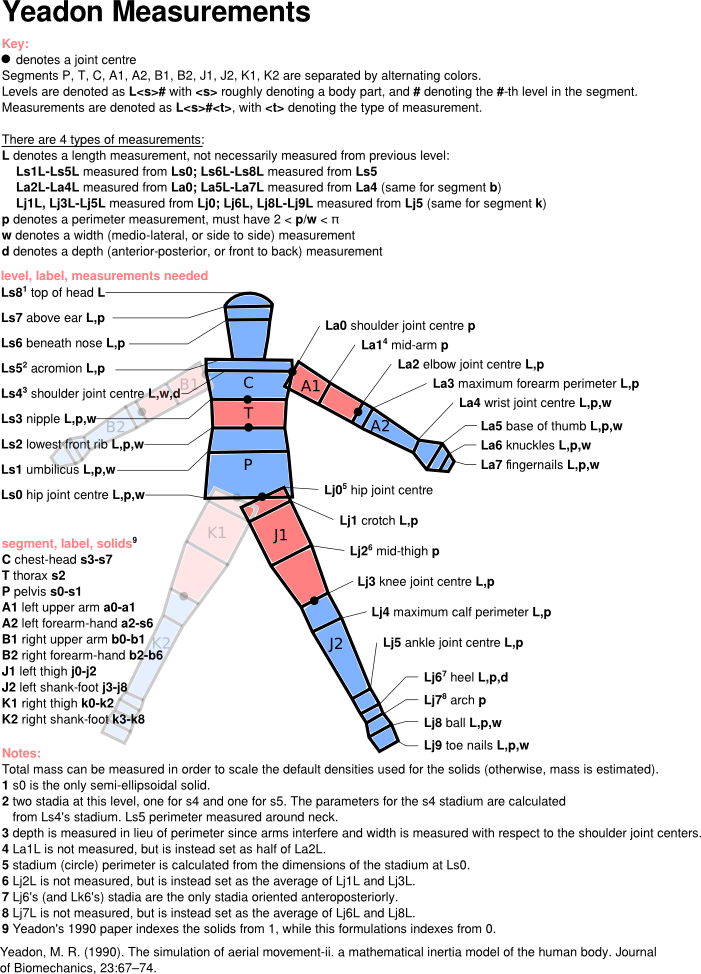 Yeadon Measurements
Key:
● denotes a joint centre
Segments P, T, C, A1, A2, B1, B2, J1, J2, K1, K2 are separated by alternating colors.
Levels are denoted as L<s># with <s> roughly denoting a body part, and # denoting the #-th level in the segment.
Measurements are denoted as L<s>#<t>, with <t> denoting the type of measurement.
There are 4 types of measurements:
L denotes a length measurement, not necessarily measured from previous level:
Ls1L-Ls5L measured from Ls0; Ls6L-Ls8L measured from Ls5
La2L-La4L measured from La0; La5L-La7L measured from La4 (same for segment b)
Lj1L, Lj3L-Lj5L measured from Lj0; Lj6L, Lj8L-Lj9L measured from Lj5 (same for segment k)
p denotes a perimeter measurement, must have 2 < p/w < π
w denotes a width (medio-lateral, or side to side) measurement
d denotes a depth (anterior-posterior, or front to back) measurement
level, label, measurements needed
Ls8¹ top of head L
Ls7 above ear L,p
Ls6 beneath nose L,p
Ls5² acromion L,p
Ls4³ shoulder joint centre L,w,d
Ls3 nipple L,p,w
Ls2 lowest front rib L,p,w
Ls1 umbilicus L,p,w
Ls0 hip joint centre L,p,w
La0 shoulder joint centre p
La1⁴ mid-arm p
La2 elbow joint centre L,p
La3 maximum forearm perimeter L,p
La4 wrist joint centre L,p,w
La5 base of thumb L,p,w
La6 knuckles L,p,w
La7 fingernails L,p,w
B1
B2
C
T
P
A1
A2
Lj0⁵ hip joint centre
Lj1 crotch L,p
Lj2⁶ mid-thigh p
Lj3 knee joint centre L,p
Lj4 maximum calf perimeter L,p
Lj5 ankle joint centre L,p
Lj6⁷ heel L,p,d
Lj7⁸ arch p
Lj8 ball L,p,w
Lj9 toe nails L,p,w
K1
J1
K2
J2
segment, label, solids⁹
C chest-head s3-s7
T thorax s2
P pelvis s0-s1
A1 left upper arm a0-a1
A2 left forearm-hand a2-s6
B1 right upper arm b0-b1
B2 right forearm-hand b2-b6
J1 left thigh j0-j2
J2 left shank-foot j3-j8
K1 right thigh k0-k2
K2 right shank-foot k3-k8
Notes:
Total mass can be measured in order to scale the default densities used for the solids (otherwise, mass is estimated).
1 s0 is the only semi-ellipsoidal solid.
2 two stadia at this level, one for s4 and one for s5. The parameters for the s4 stadium are calculated
from Ls4's stadium. Ls5 perimeter measured around neck.
3 depth is measured in lieu of perimeter since arms interfere and width is measured with respect to the shoulder joint centers.
4 La1L is not measured, but is instead set as half of La2L.
5 stadium (circle) perimeter is calculated from the dimensions of the stadium at Ls0.
6 Lj2L is not measured, but is instead set as the average of Lj1L and Lj3L.
7 Lj6's (and Lk6's) stadia are the only stadia oriented anteroposteriorly.
8 Lj7L is not measured, but is instead set as the average of Lj6L and Lj8L.
9 Yeadon's 1990 paper indexes the solids from 1, while this formulations indexes from 0.
Yeadon, M. R. (1990). The simulation of aerial movement-ii. a mathematical inertia model of the human body. Journal
of Biomechanics, 23:67–74.